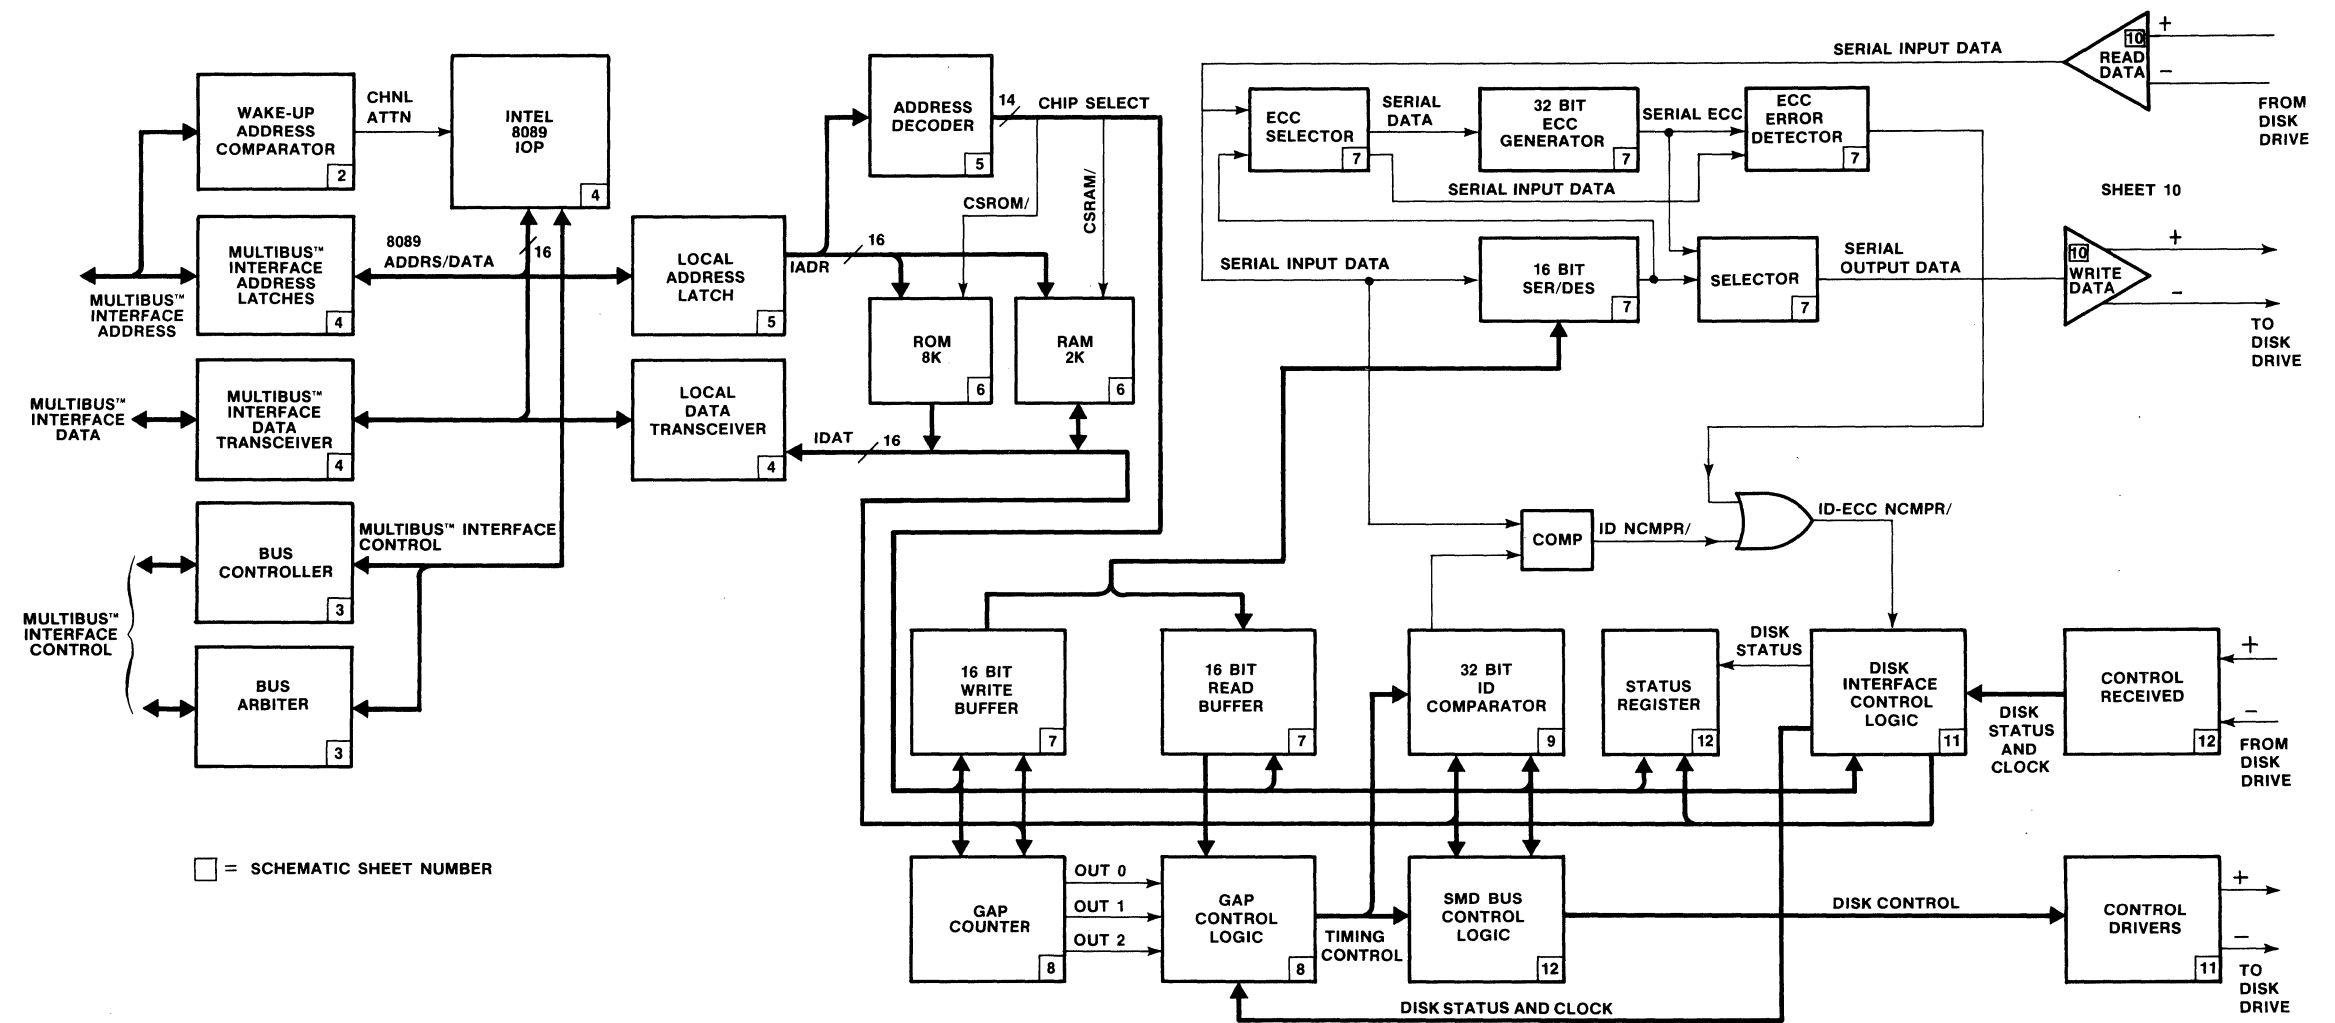 WAKE-UP
ADDRESS
COMPARATOR
2
CHNL
ATTN
INTEL
8089
IOP
4
MULTIBUS™
INTERFACE
ADDRESS
MULTIBUS™
INTERFACE
ADDRESS
LATCHES
4
8089
ADDRS/DATA
16
LOCAL
ADDRESS
LATCH
5
IADR
16
ADDRESS
DECODER
5
14
CHIP SELECT
CSROM/
CSRAM/
ROM
8K
6
RAM
2K
6
MULTIBUS™
INTERFACE
DATA
MULTIBUS™
INTERFACE
DATA
TRANSCEIVER
4
LOCAL
DATA
TRANSCEIVER
4
IDAT
16
MULTIBUS™
INTERFACE
CONTROL
BUS
CONTROLLER
3
MULTIBUS™ INTERFACE
CONTROL
BUS
ARBITER
3
= SCHEMATIC SHEET NUMBER
SERIAL INPUT DATA
10
READ
DATA
+
−
FROM
DISK
DRIVE
ECC
SELECTOR
7
SERIAL
DATA
32 BIT
ECC
GENERATOR
7
SERIAL ECC
ECC
ERROR
DETECTOR
7
SERIAL INPUT DATA
SHEET 10
SERIAL INPUT DATA
16 BIT
SER/DES
7
SELECTOR
7
SERIAL
OUTPUT DATA
10
WRITE
DATA
+
−
TO
DISK
DRIVE
COMP
ID NCMPR/
ID-ECC NCMPR/
16 BIT
WRITE
BUFFER
7
16 BIT
READ
BUFFER
7
32 BIT
ID
COMPARATOR
9
STATUS
REGISTER
12
DISK
STATUS
DISK
INTERFACE
CONTROL
LOGIC
11
DISK
STATUS
AND
CLOCK
CONTROL
RECEIVED
12
+
−
FROM
DISK
DRIVE
GAP
COUNTER
8
OUT 0
OUT 1
OUT 2
GAP
CONTROL
LOGIC
8
TIMING
CONTROL
SMD BUS
CONTROL
LOGIC
12
DISK CONTROL
CONTROL
DRIVERS
11
+
−
TO
DISK
DRIVE
DISK STATUS AND CLOCK